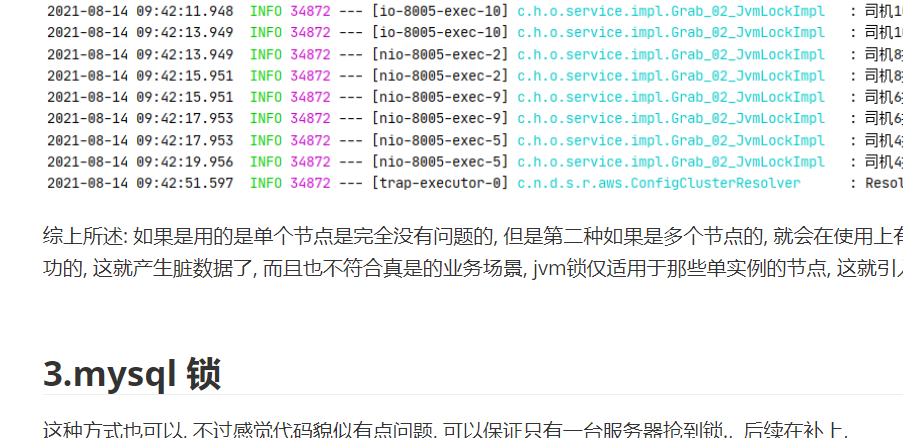 2021-08-14 09:42:11.948  INFO 34872 --- [io-8005-exec-10] c.h.o.service.impl.Grab_02_JvmLockImpl   : 司机1
2021-08-14 09:42:13.949  INFO 34872 --- [io-8005-exec-10] c.h.o.service.impl.Grab_02_JvmLockImpl   : 司机1
2021-08-14 09:42:13.949  INFO 34872 --- [nio-8005-exec-2] c.h.o.service.impl.Grab_02_JvmLockImpl   : 司机8
2021-08-14 09:42:15.951  INFO 34872 --- [nio-8005-exec-2] c.h.o.service.impl.Grab_02_JvmLockImpl   : 司机8
2021-08-14 09:42:15.951  INFO 34872 --- [nio-8005-exec-9] c.h.o.service.impl.Grab_02_JvmLockImpl   : 司机6
2021-08-14 09:42:17.953  INFO 34872 --- [nio-8005-exec-9] c.h.o.service.impl.Grab_02_JvmLockImpl   : 司机6
2021-08-14 09:42:17.953  INFO 34872 --- [nio-8005-exec-5] c.h.o.service.impl.Grab_02_JvmLockImpl   : 司机4
2021-08-14 09:42:19.956  INFO 34872 --- [nio-8005-exec-5] c.h.o.service.impl.Grab_02_JvmLockImpl   : 司机4
2021-08-14 09:42:51.597  INFO 34872 --- [trap-executor-0] c.n.d.s.r.aws.ConfigClusterResolver      : Resol
综上所述: 如果是用的是单个节点是完全没有问题的, 但是第二种如果是多个节点的, 就会在使用上有
功的, 这就产生脏数据了, 而且也不符合真是的业务场景, jvm锁仅适用于那些单实例的节点, 这就引入
3.mysql 锁
这种方式也可以, 不过感觉代码貌似有点问题, 可以保证只有一台服务器抢到锁,, 后续在补上,